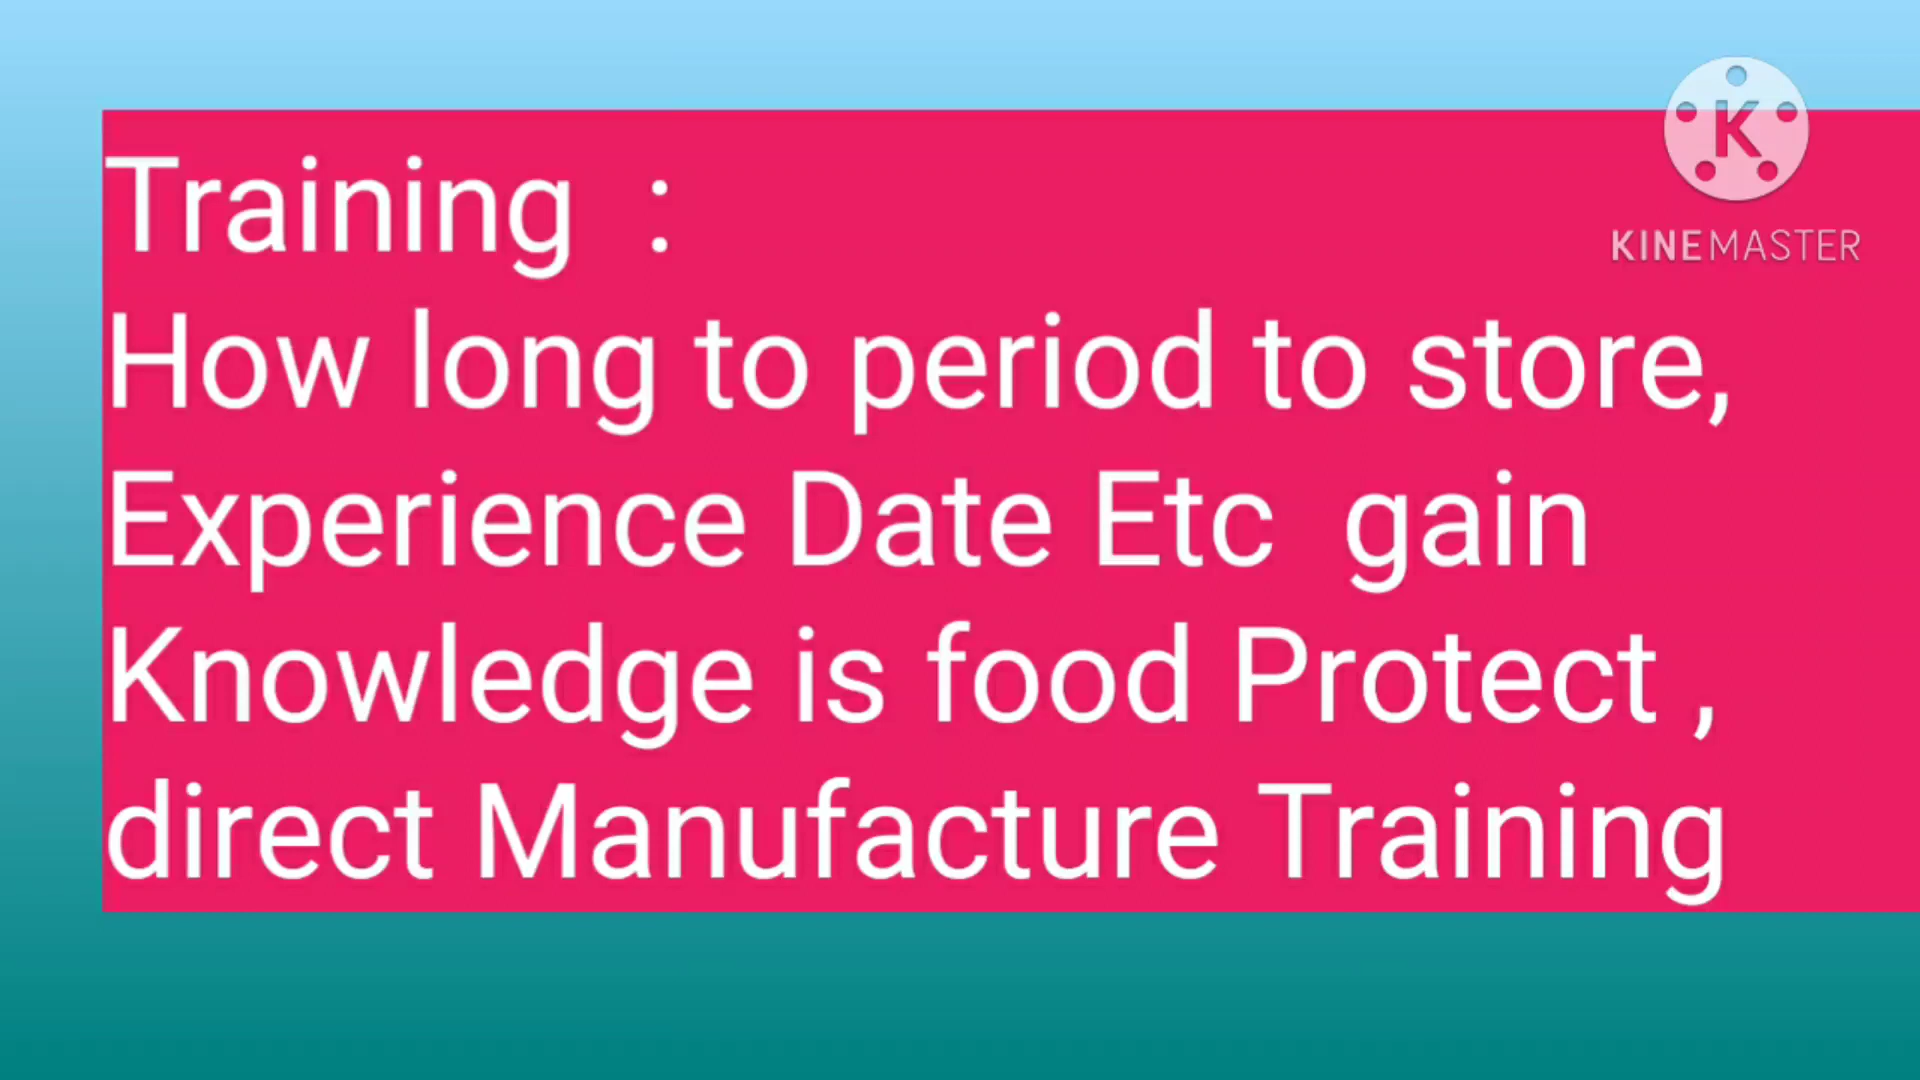 Training :
How long to period to store,
Experience Date Etc gain
Knowledge is food Protect ,
direct Manufacture Training
K
KINEMASTER